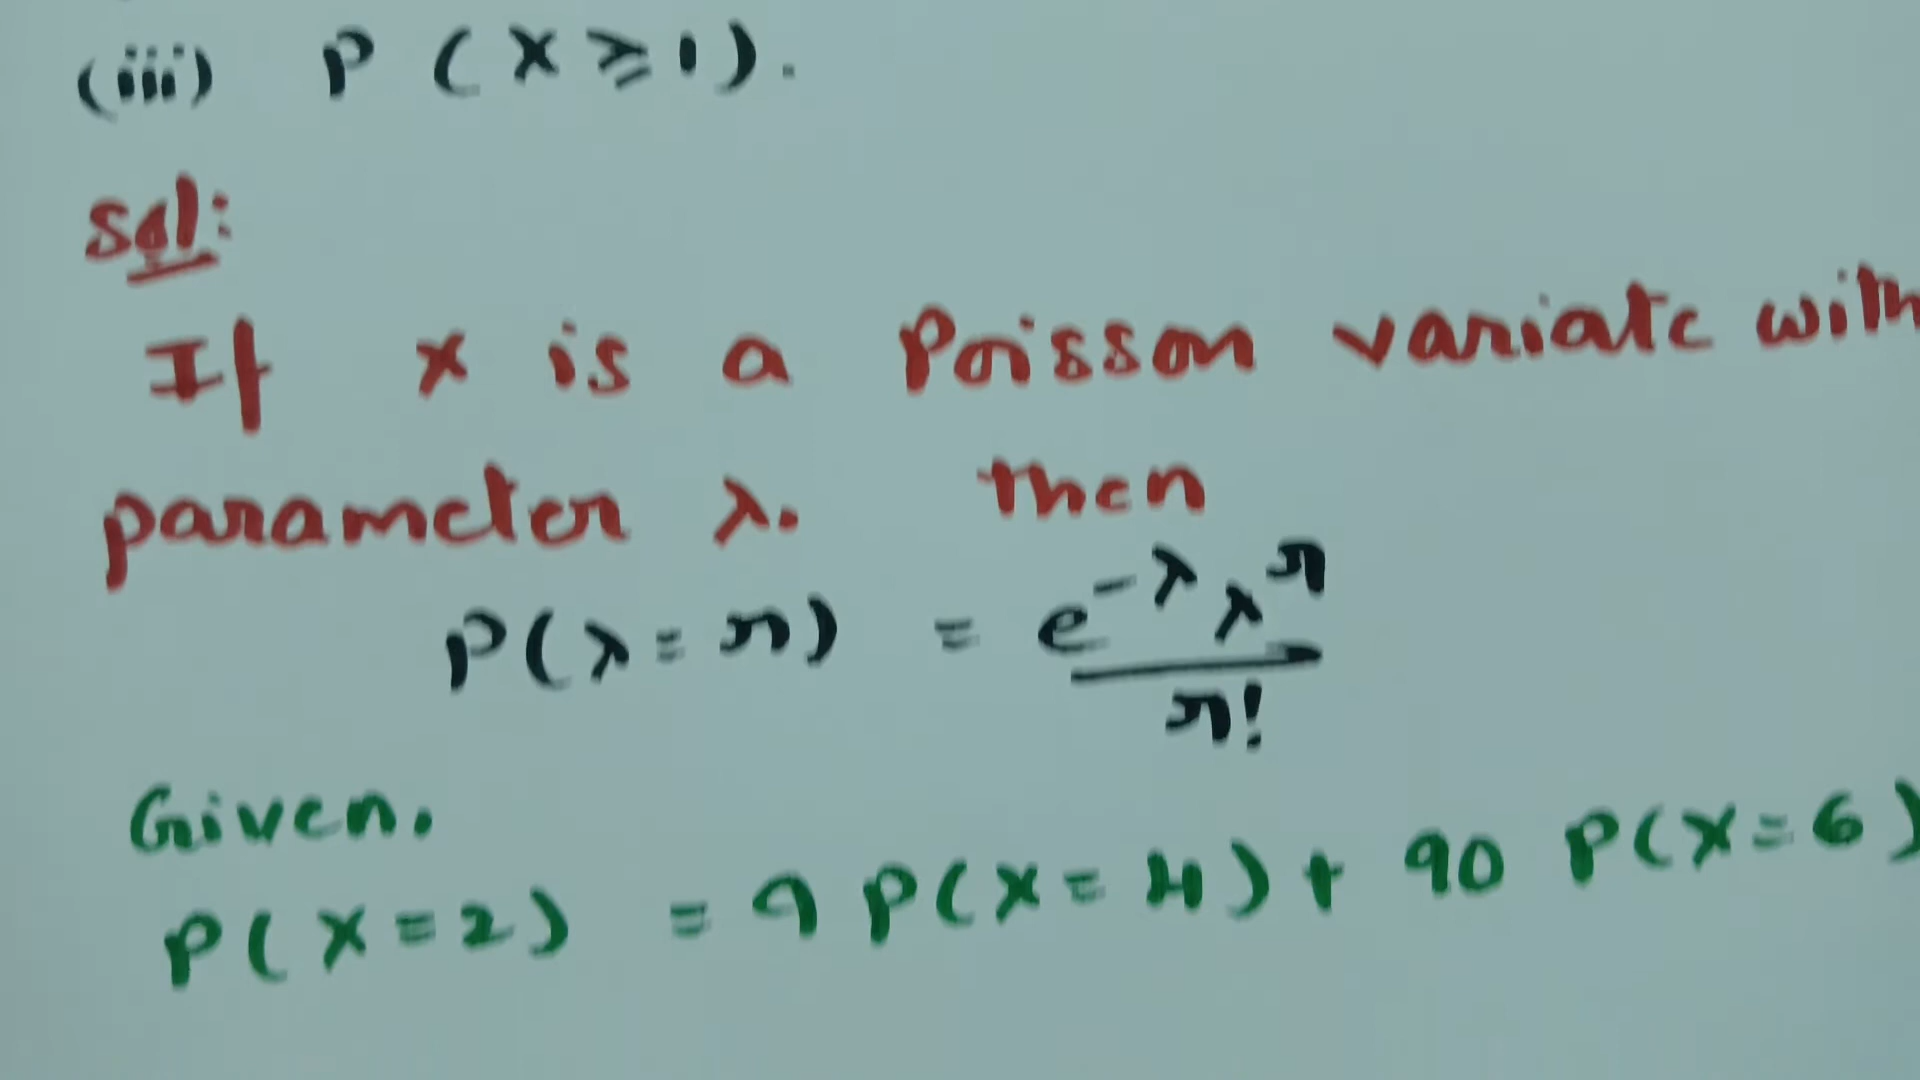 (iii) P (X ≥ 1).
Sol:
If x is a Poisson variate with
parameter λ. then
P(λ = x) = e^-λ λ^x / x!
Given.
P(X=2) = 9 P(X=4) + 90 P(X=6)